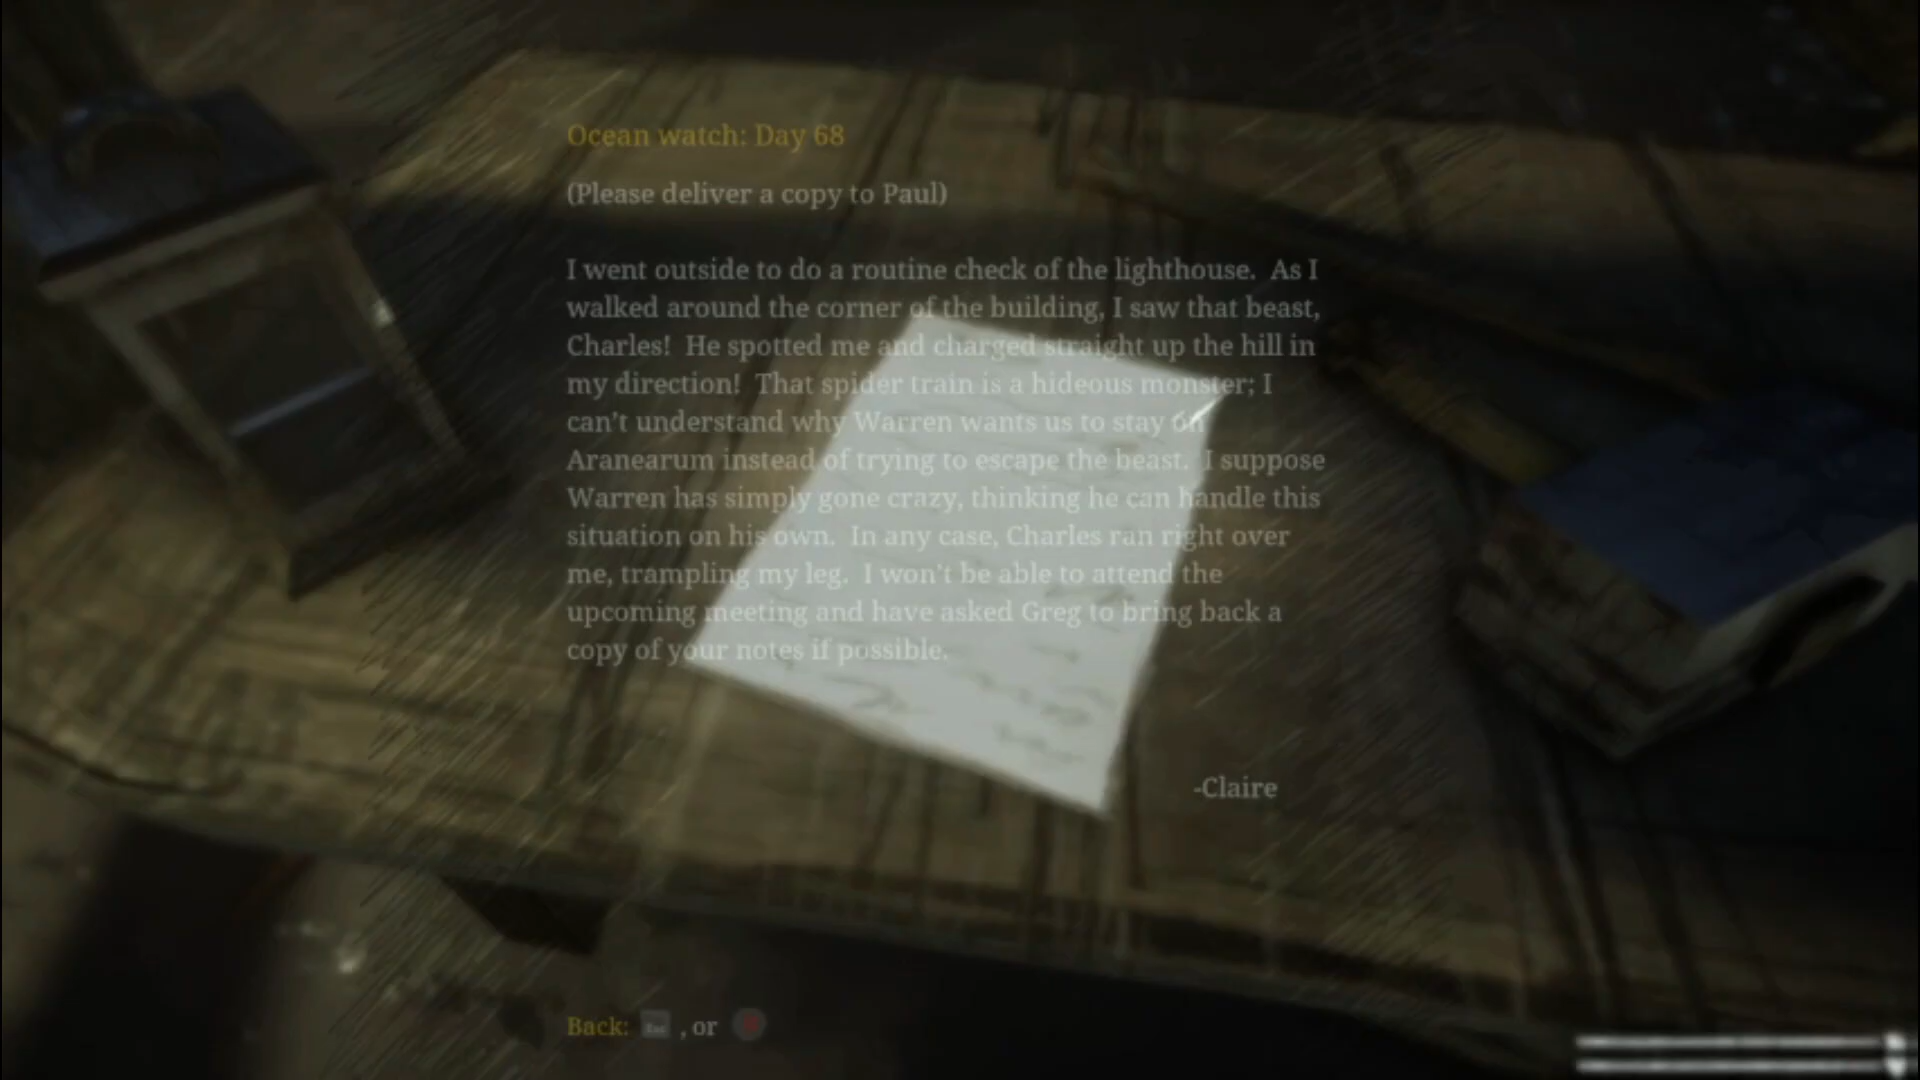 Ocean watch: Day 68
(Please deliver a copy to Paul)
I went outside to do a routine check of the lighthouse.  As I
walked around the corner of the building, I saw that beast,
Charles!  He spotted me and charged straight up the hill in
my direction!  That spider train is a hideous monster; I
can't understand why Warren wants us to stay on
Aranearum instead of trying to escape the beast.  I suppose
Warren has simply gone crazy, thinking he can handle this
situation on his own.  In any case, Charles ran right over
me, trampling my leg.  I won't be able to attend the
upcoming meeting and have asked Greg to bring back a
copy of your notes if possible.
-Claire
Back: Esc , or